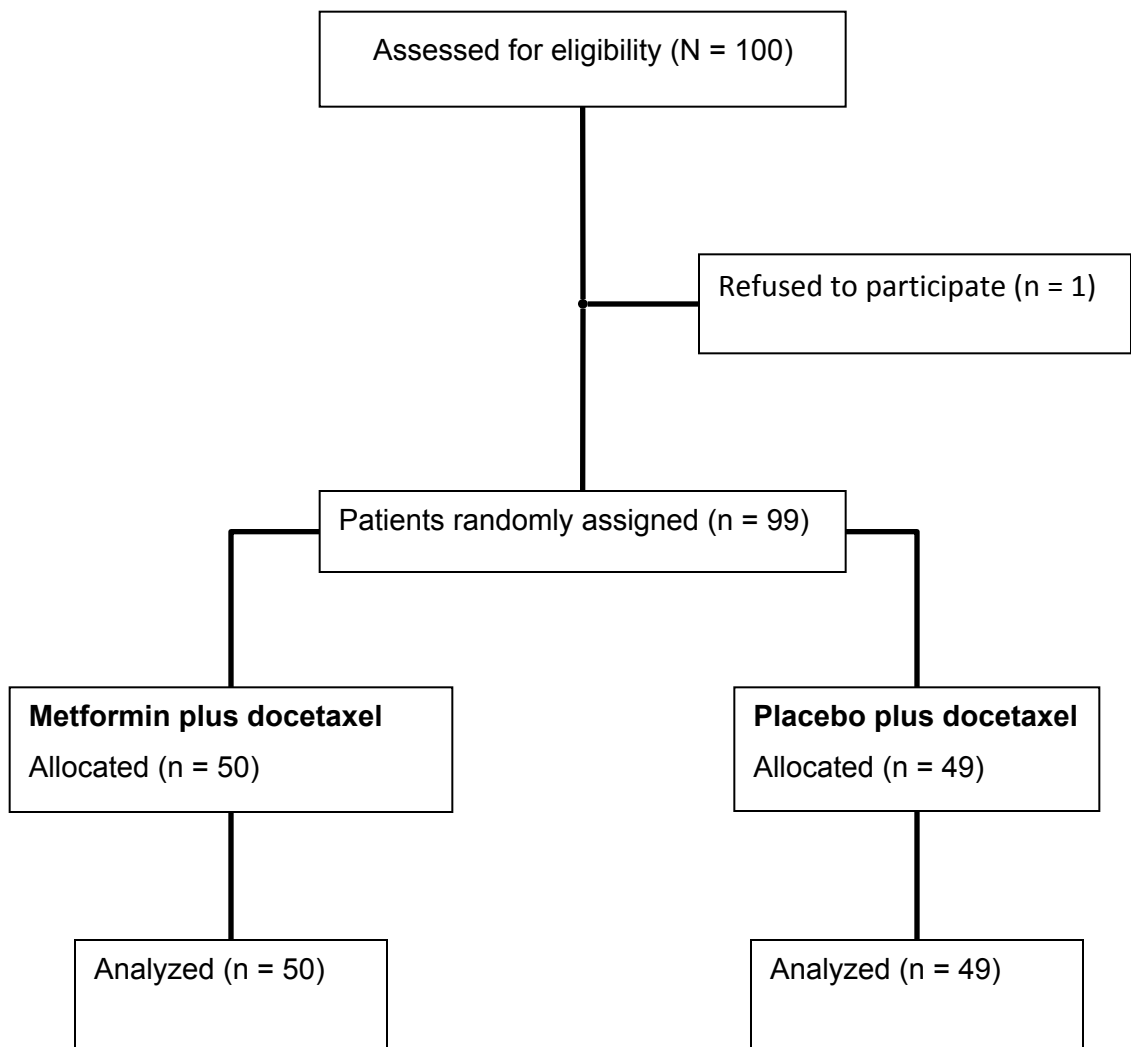 Assessed for eligibility (N = 100)
Refused to participate (n = 1)
Patients randomly assigned (n = 99)
Metformin plus docetaxel
Allocated (n = 50)
Placebo plus docetaxel
Allocated (n = 49)
Analyzed (n = 50)
Analyzed (n = 49)